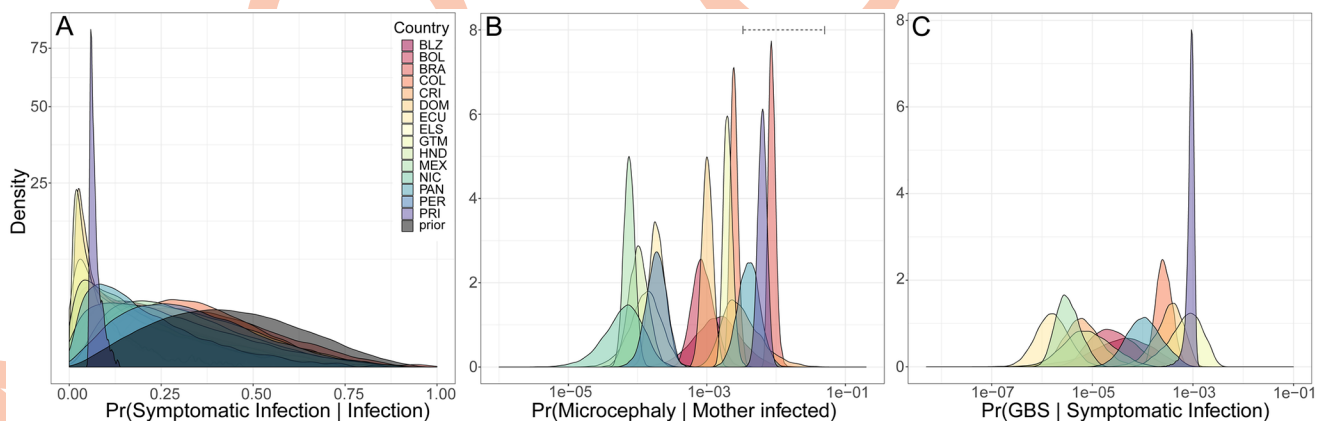 A
75
50
25
Density
0.00 0.25 0.50 0.75 1.00
Pr(Symptomatic Infection | Infection)
Country
BLZ
BOL
BRA
COL
CRI
DOM
ECU
ELS
GTM
HND
MEX
NIC
PAN
PER
PRI
prior
B
8
6
4
2
0
1e-05 1e-03 1e-01
Pr(Microcephaly | Mother infected)
C
8
6
4
2
0
1e-07 1e-05 1e-03 1e-01
Pr(GBS | Symptomatic Infection)